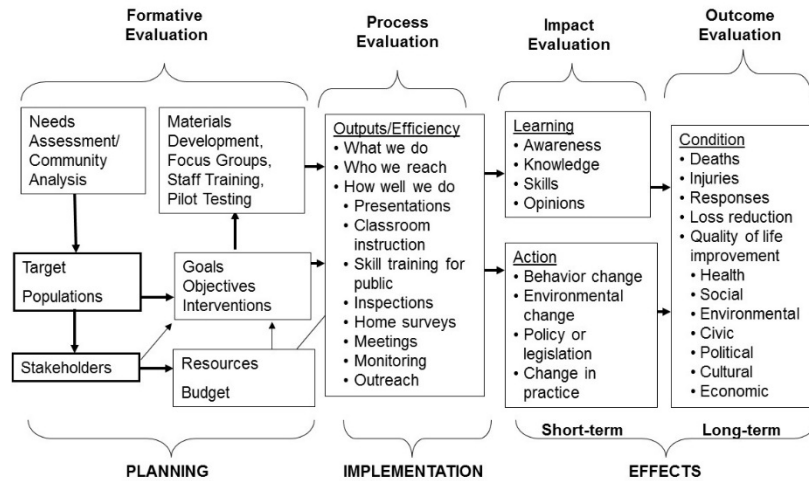 Formative
Evaluation
Process
Evaluation
Impact
Evaluation
Outcome
Evaluation
Needs
Assessment/
Community
Analysis
Materials
Development,
Focus Groups,
Staff Training,
Pilot Testing
Target
Populations
Goals
Objectives
Interventions
Stakeholders
Resources
Budget
Outputs/Efficiency
• What we do
• Who we reach
• How well we do
• Presentations
• Classroom
instruction
• Skill training for
public
• Inspections
• Home surveys
• Meetings
• Monitoring
• Outreach
Learning
• Awareness
• Knowledge
• Skills
• Opinions
Action
• Behavior change
• Environmental
change
• Policy or
legislation
• Change in
practice
Condition
• Deaths
• Injuries
• Responses
• Loss reduction
• Quality of life
improvement
• Health
• Social
• Environmental
• Civic
• Political
• Cultural
• Economic
Short-term
Long-term
PLANNING
IMPLEMENTATION
EFFECTS